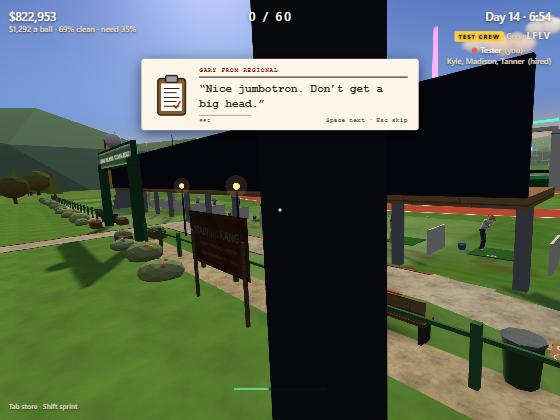 $822,953
$1,292 a ball · 69% clean · need 35%
0 / 60
Day 14 · 6:54
TEST CREW
LFLV
Tester (you)
Kyle, Madison, Tanner (hired)
GARY FROM REGIONAL
“Nice jumbotron. Don’t get a
big head.”
Space next · Esc skip
Tab store · Shift sprint